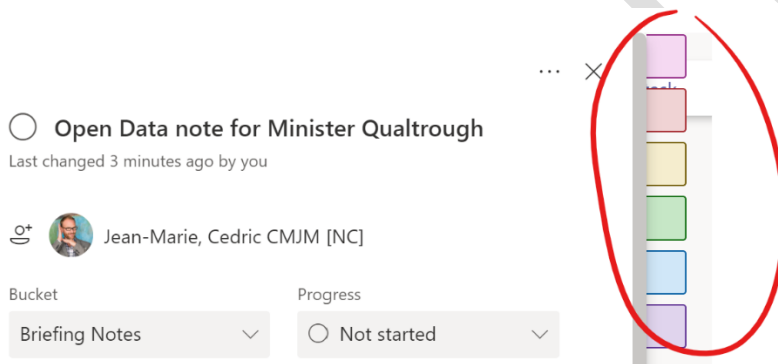 Open Data note for Minister Qualtrough
Last changed 3 minutes ago by you
Jean-Marie, Cedric CMJM [NC]
Bucket
Progress
Briefing Notes
Not started